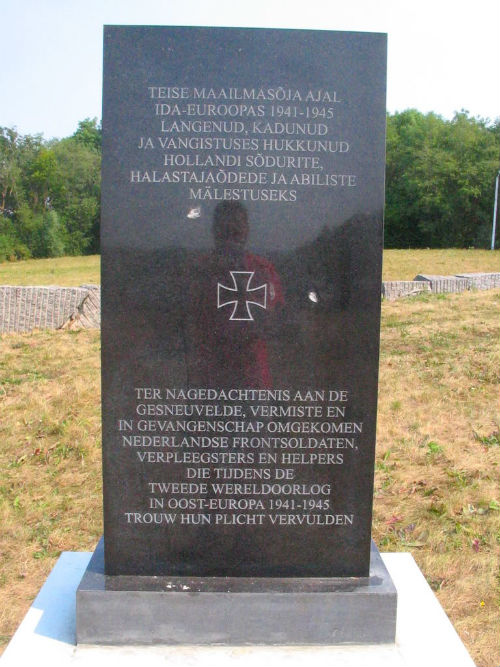 TEISE MAAILMASÕJA AJAL
IDA-EUROOPAS 1941-1945
LANGENUD, KADUNUD
JA VANGISTUSES HUKKUNUD
HOLLANDI SÕDURITE,
HALASTAJAÕDEDE JA ABILISTE
MÄLESTUSEKS
TER NAGEDACHTENIS AAN DE
GESNEUVELDE, VERMISTE EN
IN GEVANGENSCHAP OMGEKOMEN
NEDERLANDSE FRONTSOLDATEN,
VERPLEEGSTERS EN HELPERS
DIE TIJDENS DE
TWEEDE WERELDOORLOG
IN OOST-EUROPA 1941-1945
TROUW HUN PLICHT VERVULDEN